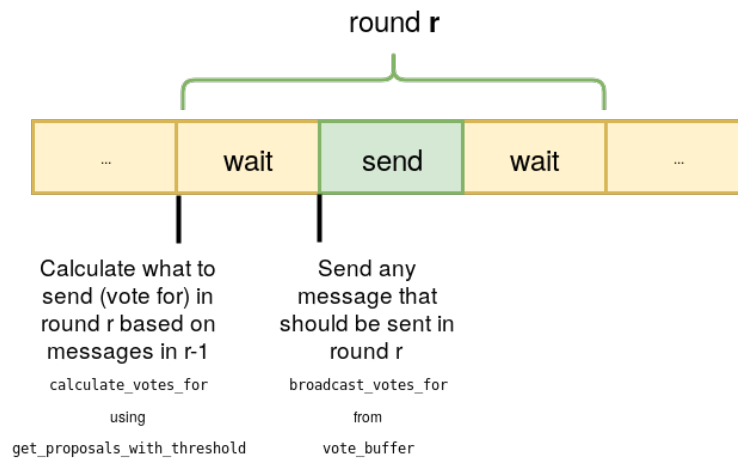 round r
...
wait
send
wait
...
Calculate what to
send (vote for) in
round r based on
messages in r-1
calculate_votes_for
using
get_proposals_with_threshold
Send any
message that
should be sent in
round r
broadcast_votes_for
from
vote_buffer